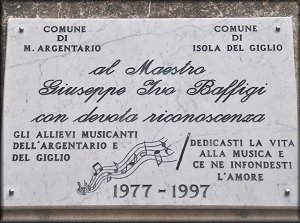 COMUNE
DI
M. ARGENTARIO
COMUNE
DI
ISOLA DEL GIGLIO
al Maestro
Giuseppe Ivo Baffigi
con devota riconoscenza
GLI ALLIEVI MUSICANTI
DELL'ARGENTARIO E
DEL GIGLIO
DEDICASTI LA VITA
ALLA MUSICA E
CE NE INFONDESTI
L'AMORE
1977-1997